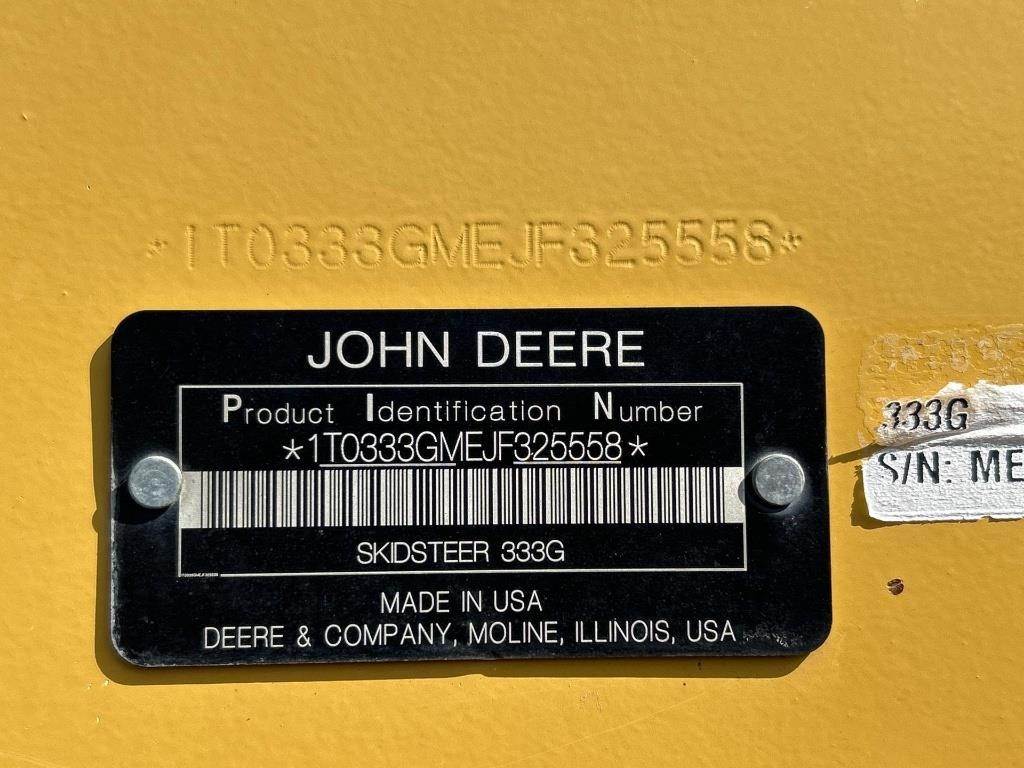 *1T0333GMEJF325558*
JOHN DEERE
Product Identification Number
*1T0333GMEJF325558*
SKIDSTEER 333G
MADE IN USA
DEERE & COMPANY, MOLINE, ILLINOIS, USA
333G
S/N: ME